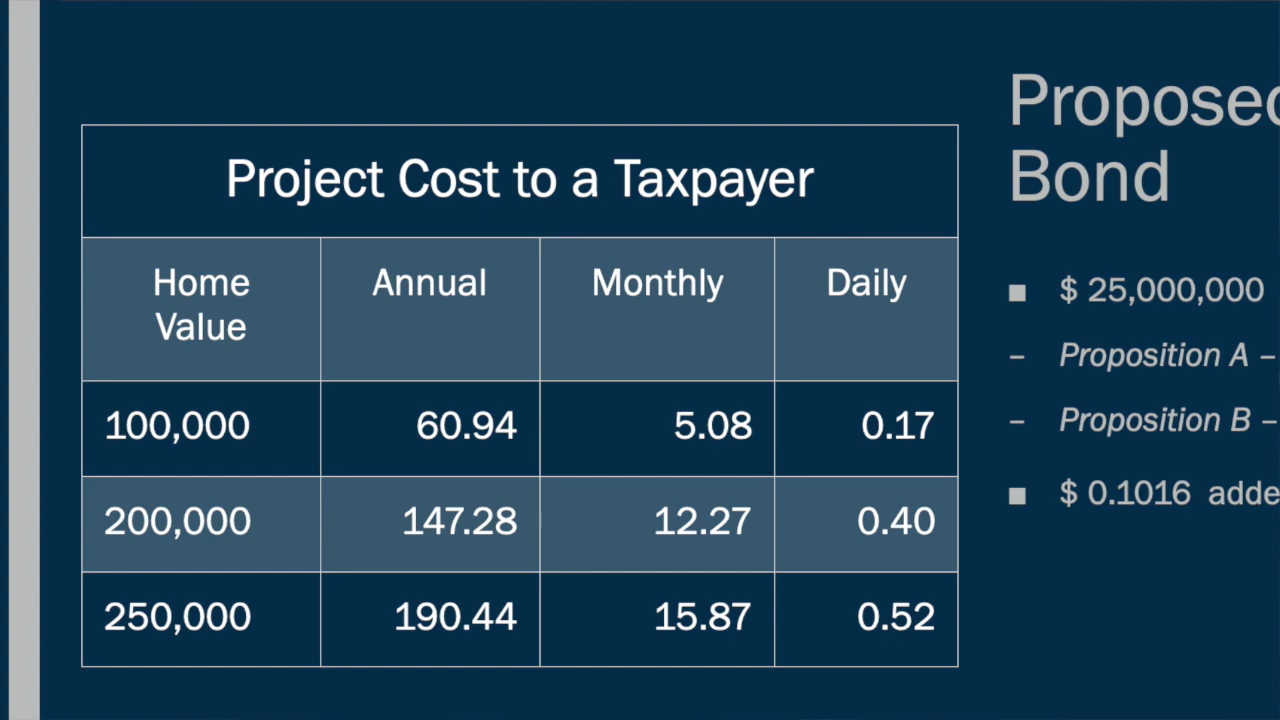 Project Cost to a Taxpayer
Home Value Annual Monthly Daily
100,000 60.94 5.08 0.17
200,000 147.28 12.27 0.40
250,000 190.44 15.87 0.52
Bond
■ $ 25,000,000
– Proposition A –
– Proposition B –
■ $ 0.1016